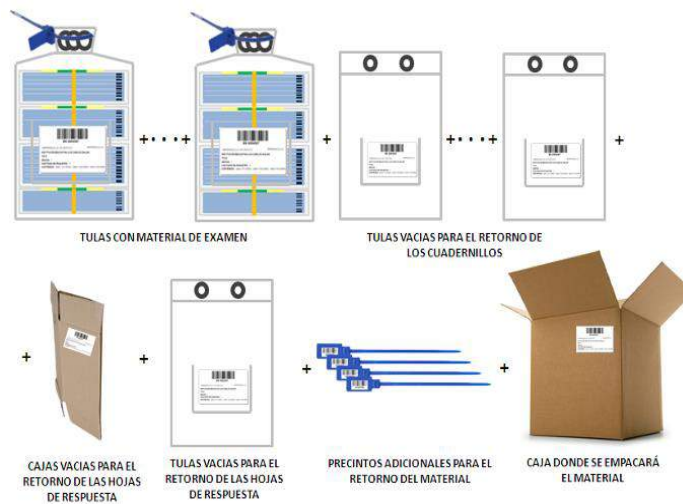 TULAS CON MATERIAL DE EXAMEN
TULAS VACIAS PARA EL RETORNO DE
LOS CUADERNILLOS
CAJAS VACIAS PARA EL
RETORNO DE LAS HOJAS
DE RESPUESTA
TULAS VACIAS PARA EL
RETORNO DE LAS HOJAS
DE RESPUESTA
PRECINTOS ADICIONALES PARA EL
RETORNO DEL MATERIAL
CAJA DONDE SE EMPACARÁ
EL MATERIAL